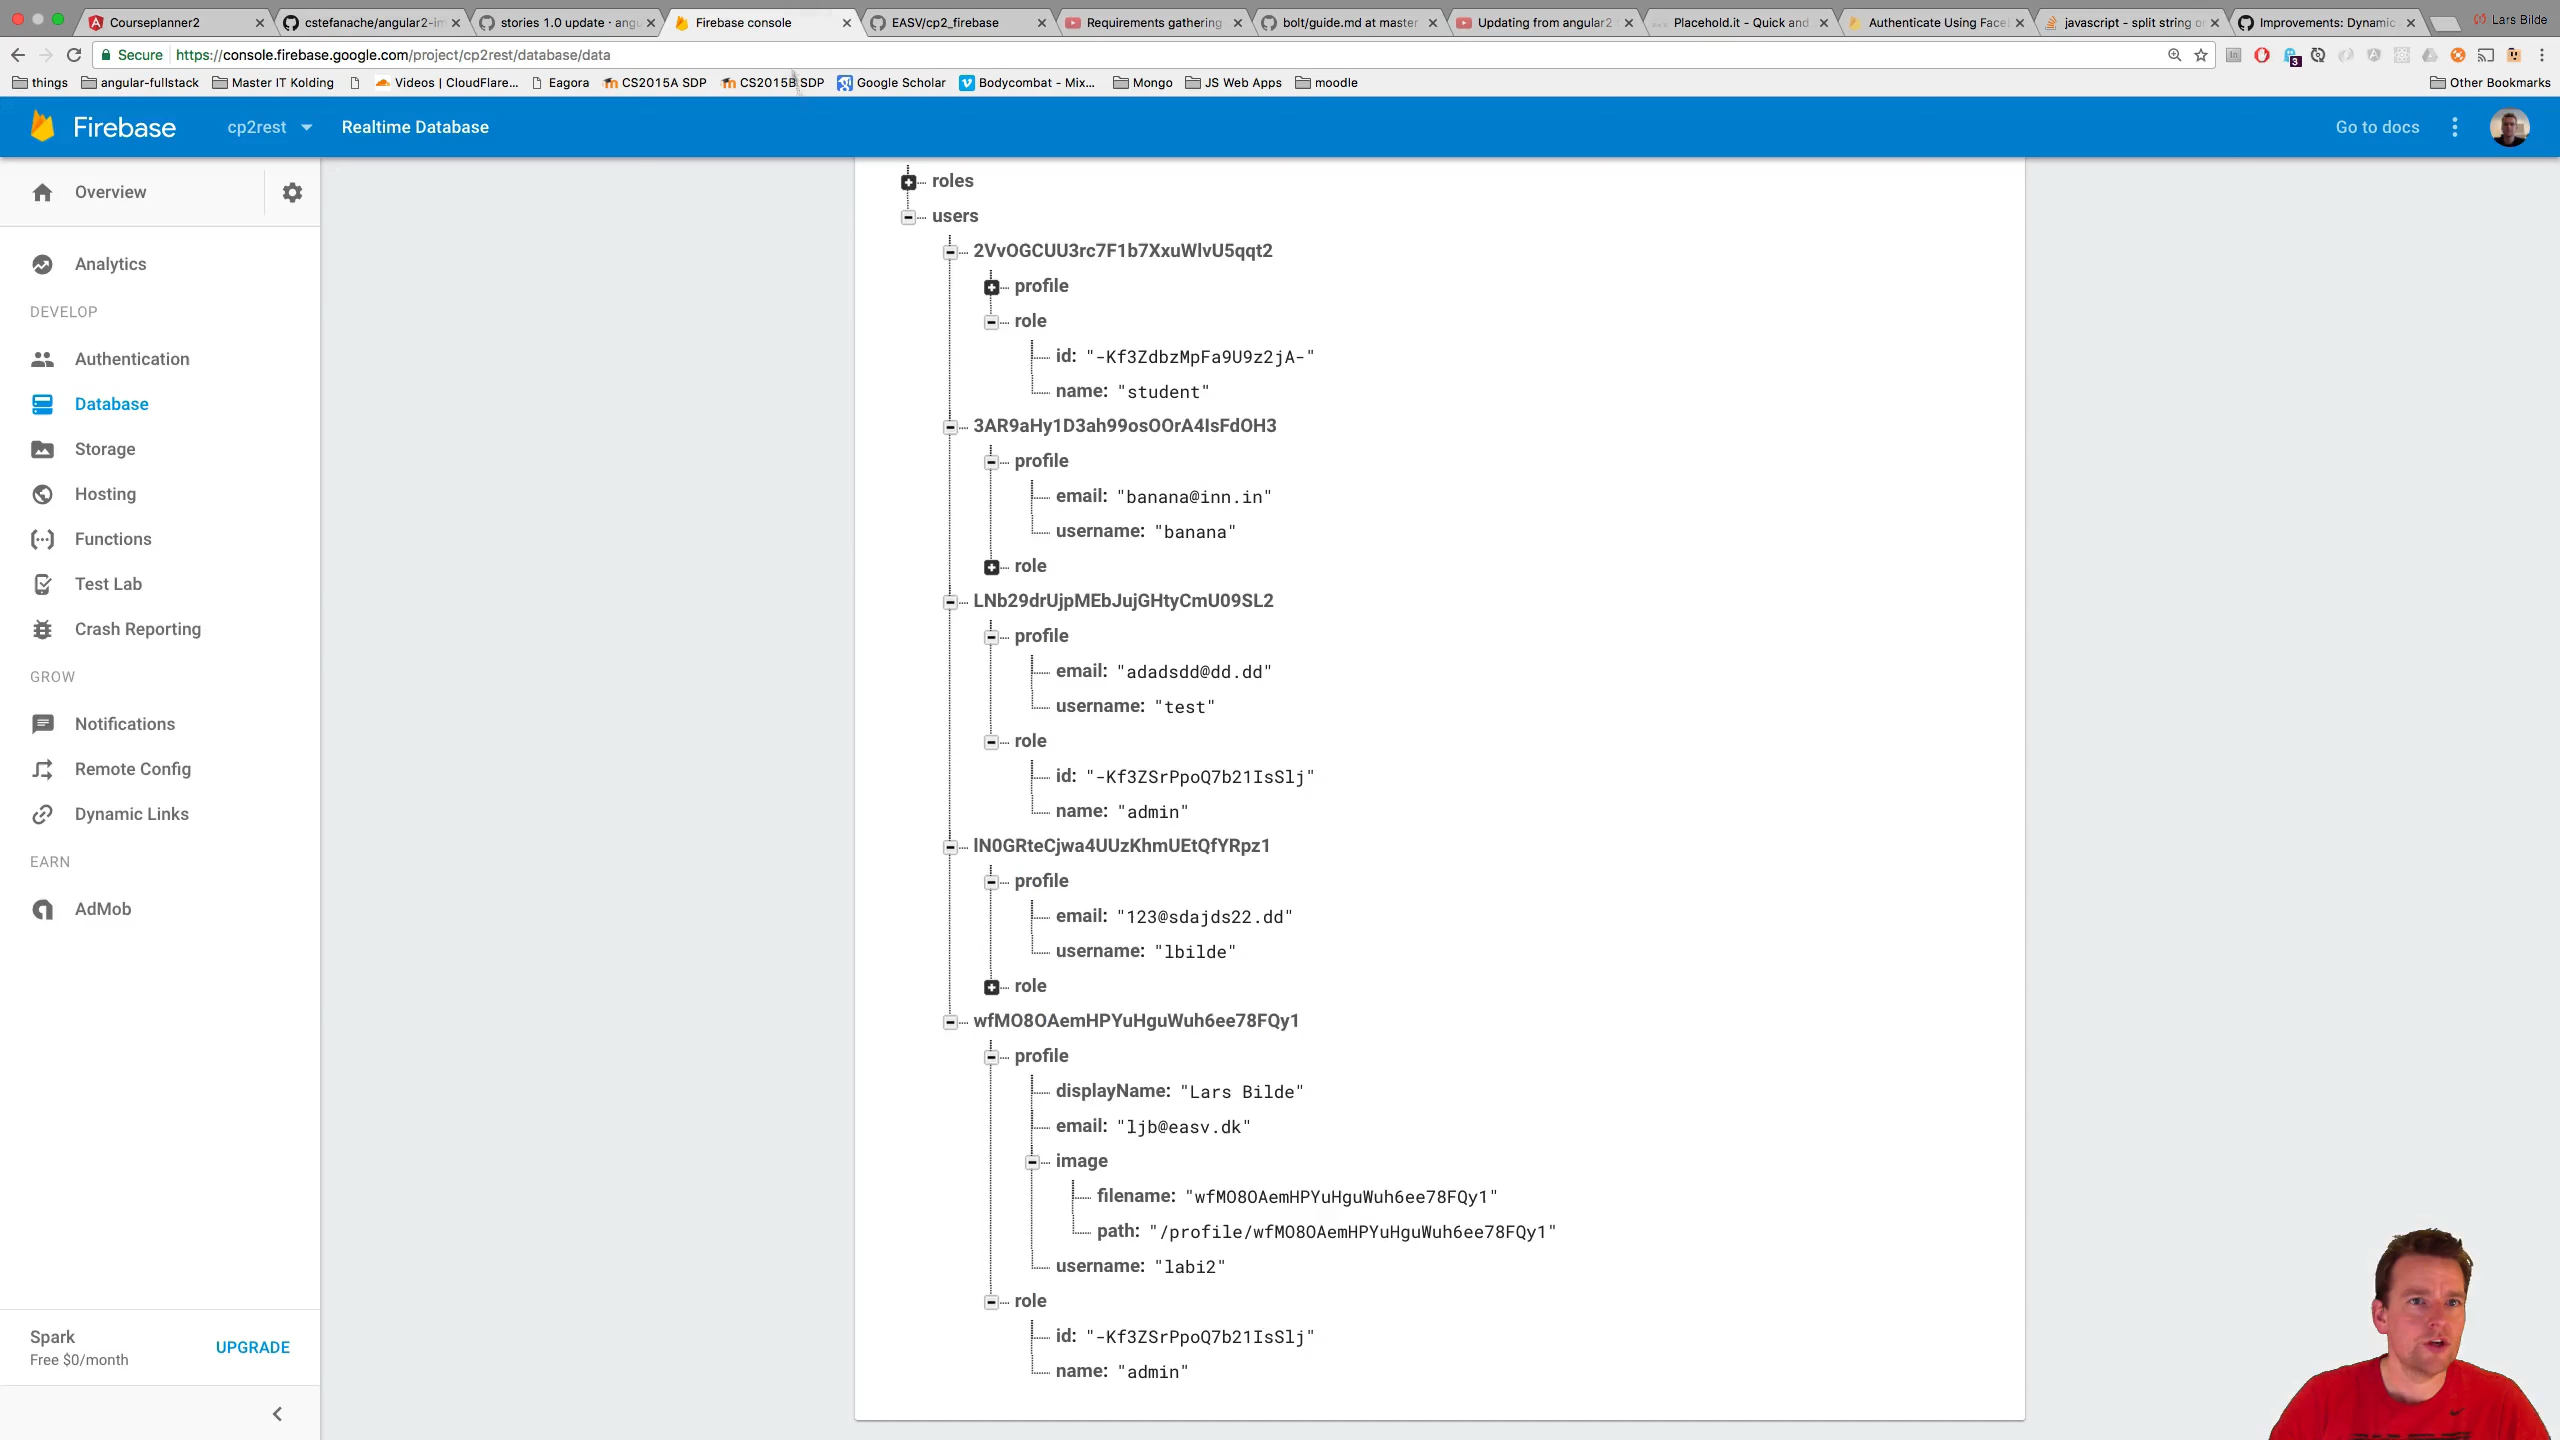 Courseplanner2
cstefanache/angular2-im
stories 1.0 update · angu
Firebase console
EASV/cp2_firebase
Requirements gathering
bolt/guide.md at master
Updating from angular2
Placehold.it - Quick and
Authenticate Using Face
javascript - split string o
Improvements: Dynamic
Lars Bilde
Secure
https://console.firebase.google.com/project/cp2rest/database/data
3
things
angular-fullstack
Master IT Kolding
Videos | CloudFlare...
Eagora
CS2015A SDP
CS2015B SDP
Google Scholar
Bodycombat - Mix...
Mongo
JS Web Apps
moodle
Other Bookmarks
Firebase
cp2rest
Realtime Database
Go to docs
Overview
Analytics
DEVELOP
Authentication
Database
Storage
Hosting
Functions
Test Lab
Crash Reporting
GROW
Notifications
Remote Config
Dynamic Links
EARN
AdMob
Spark
Free $0/month
UPGRADE
roles
users
2VvOGCUU3rc7F1b7XxuWlvU5qqt2
profile
role
id: "-Kf3ZdbzMpFa9U9z2jA-"
name: "student"
3AR9aHy1D3ah99osOOrA4IsFdOH3
profile
email: "banana@inn.in"
username: "banana"
role
LNb29drUjpMEbJujGHtyCmU09SL2
profile
email: "adadsdd@dd.dd"
username: "test"
role
id: "-Kf3ZSrPpoQ7b21IsSlj"
name: "admin"
lN0GRteCjwa4UUzKhmUEtQfYRpz1
profile
email: "123@sdajds22.dd"
username: "lbilde"
role
wfMO8OAemHPYuHguWuh6ee78FQy1
profile
displayName: "Lars Bilde"
email: "ljb@easv.dk"
image
filename: "wfMO8OAemHPYuHguWuh6ee78FQy1"
path: "/profile/wfMO8OAemHPYuHguWuh6ee78FQy1"
username: "labi2"
role
id: "-Kf3ZSrPpoQ7b21IsSlj"
name: "admin"